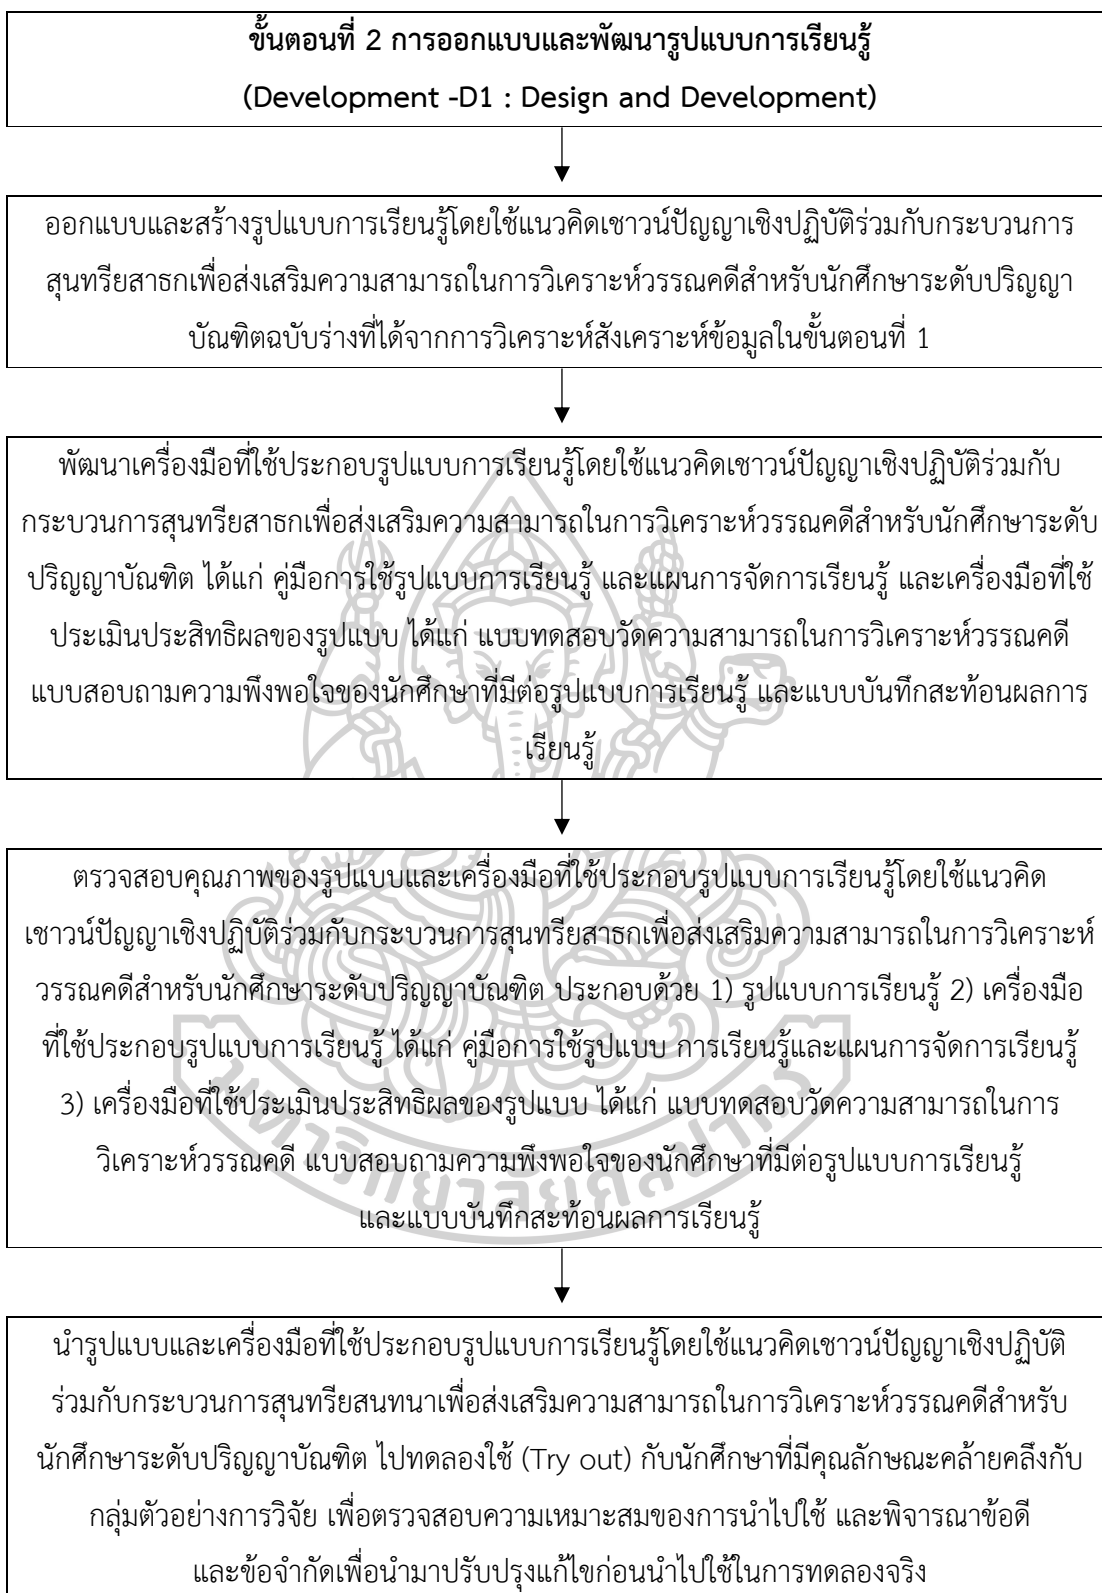 ขั้นตอนที่ 2 การออกแบบและพัฒนารูปแบบการเรียนรู้
(Development -D1 : Design and Development)
ออกแบบและสร้างรูปแบบการเรียนรู้โดยใช้แนวคิดเชาวน์ปัญญาเชิงปฏิบัติร่วมกับกระบวนการ
สุนทรียสาธกเพื่อส่งเสริมความสามารถในการวิเคราะห์วรรณคดีสำหรับนักศึกษาระดับปริญญา
บัณฑิตฉบับร่างที่ได้จากการวิเคราะห์สังเคราะห์ข้อมูลในขั้นตอนที่ 1
พัฒนาเครื่องมือที่ใช้ประกอบรูปแบบการเรียนรู้โดยใช้แนวคิดเชาวน์ปัญญาเชิงปฏิบัติร่วมกับ
กระบวนการสุนทรียสาธกเพื่อส่งเสริมความสามารถในการวิเคราะห์วรรณคดีสำหรับนักศึกษาระดับ
ปริญญาบัณฑิต ได้แก่ คู่มือการใช้รูปแบบการเรียนรู้ และแผนการจัดการเรียนรู้ และเครื่องมือที่ใช้
ประเมินประสิทธิผลของรูปแบบ ได้แก่ แบบทดสอบวัดความสามารถในการวิเคราะห์วรรณคดี
แบบสอบถามความพึงพอใจของนักศึกษาที่มีต่อรูปแบบการเรียนรู้ และแบบบันทึกสะท้อนผลการ
เรียนรู้
ตรวจสอบคุณภาพของรูปแบบและเครื่องมือที่ใช้ประกอบรูปแบบการเรียนรู้โดยใช้แนวคิด
เชาวน์ปัญญาเชิงปฏิบัติร่วมกับกระบวนการสุนทรียสาธกเพื่อส่งเสริมความสามารถในการวิเคราะห์
วรรณคดีสำหรับนักศึกษาระดับปริญญาบัณฑิต ประกอบด้วย 1) รูปแบบการเรียนรู้ 2) เครื่องมือ
ที่ใช้ประกอบรูปแบบการเรียนรู้ ได้แก่ คู่มือการใช้รูปแบบ การเรียนรู้และแผนการจัดการเรียนรู้
3) เครื่องมือที่ใช้ประเมินประสิทธิผลของรูปแบบ ได้แก่ แบบทดสอบวัดความสามารถในการ
วิเคราะห์วรรณคดี แบบสอบถามความพึงพอใจของนักศึกษาที่มีต่อรูปแบบการเรียนรู้
และแบบบันทึกสะท้อนผลการเรียนรู้
มหาวิทยาลัยศิลปากร
นำรูปแบบและเครื่องมือที่ใช้ประกอบรูปแบบการเรียนรู้โดยใช้แนวคิดเชาวน์ปัญญาเชิงปฏิบัติ
ร่วมกับกระบวนการสุนทรียสนทนาเพื่อส่งเสริมความสามารถในการวิเคราะห์วรรณคดีสำหรับ
นักศึกษาระดับปริญญาบัณฑิต ไปทดลองใช้ (Try out) กับนักศึกษาที่มีคุณลักษณะคล้ายคลึงกับ
กลุ่มตัวอย่างการวิจัย เพื่อตรวจสอบความเหมาะสมของการนำไปใช้ และพิจารณาข้อดี
และข้อจำกัดเพื่อนำมาปรับปรุงแก้ไขก่อนนำไปใช้ในการทดลองจริง